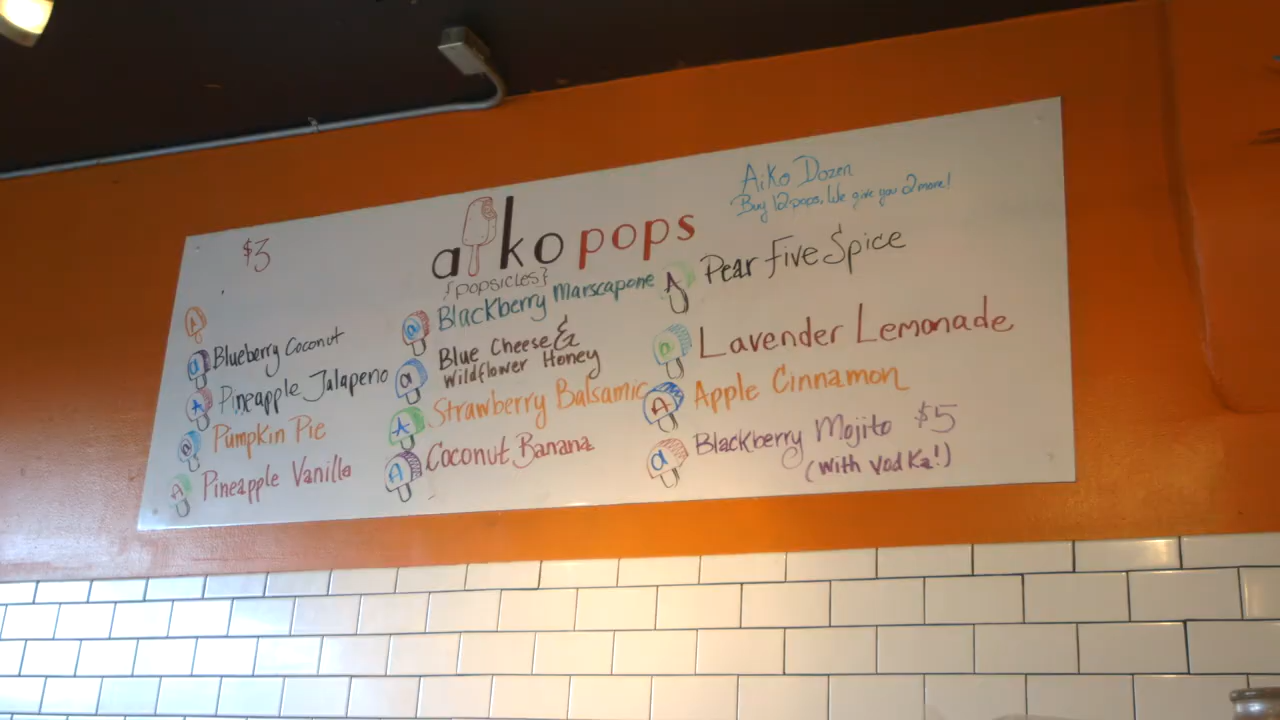 $3
aiko pops
{popsicles}
Aiko Dozen
Buy 12 pops, We give you 2 more!
A
a Blueberry Coconut
A Pineapple Jalapeno
@ Pumpkin Pie
A Pineapple Vanilla
@ Blackberry Marscapone
a Blue Cheese &
Wildflower Honey
A Strawberry Balsamic
A Coconut Banana
A Pear Five Spice
a Lavender Lemonade
A Apple Cinnamon
a Blackberry Mojito $5
(with Vodka!)